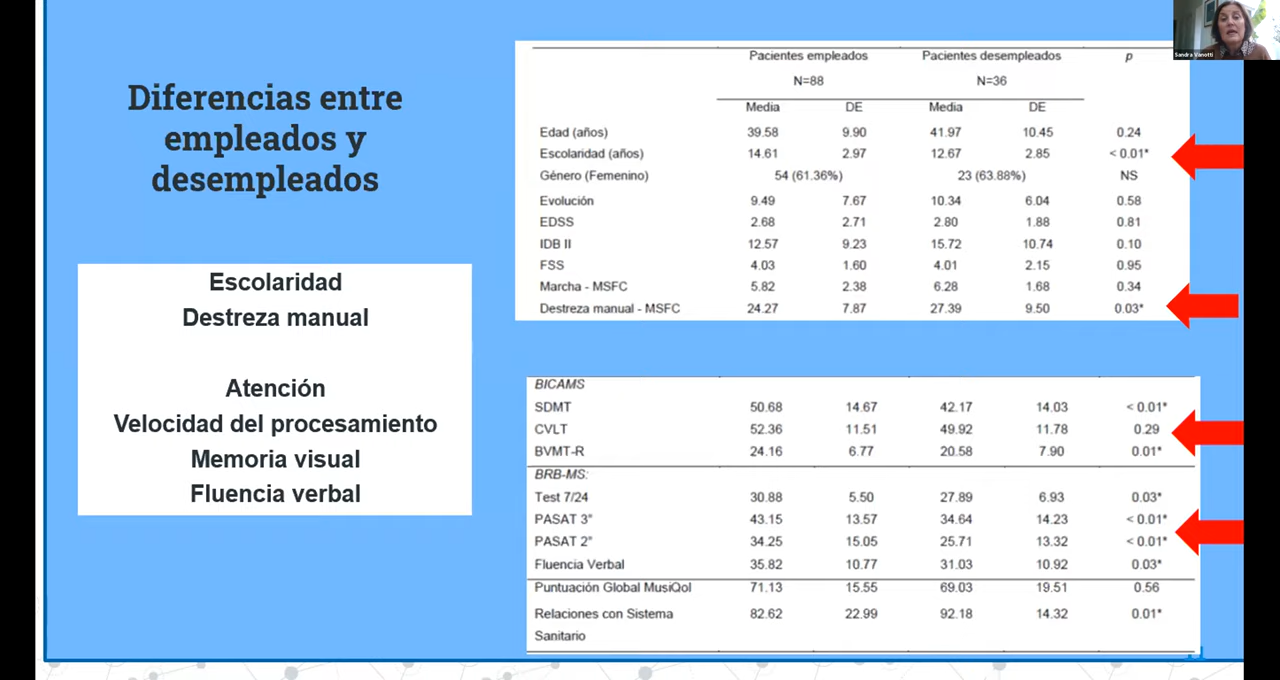 Sandra Vanotti
Diferencias entre
empleados y
desempleados
Escolaridad
Destreza manual
Atención
Velocidad del procesamiento
Memoria visual
Fluencia verbal
Pacientes empleados Pacientes desempleados p
N=88 N=36
Media DE Media DE
Edad (años) 39.58 9.90 41.97 10.45 0.24
Escolaridad (años) 14.61 2.97 12.67 2.85 < 0.01*
Género (Femenino) 54 (61.36%) 23 (63.88%) NS
Evolución 9.49 7.67 10.34 6.04 0.58
EDSS 2.68 2.71 2.80 1.88 0.81
IDB II 12.57 9.23 15.72 10.74 0.10
FSS 4.03 1.60 4.01 2.15 0.95
Marcha - MSFC 5.82 2.38 6.28 1.68 0.34
Destreza manual - MSFC 24.27 7.87 27.39 9.50 0.03*
BICAMS
SDMT 50.68 14.67 42.17 14.03 < 0.01*
CVLT 52.36 11.51 49.92 11.78 0.29
BVMT-R 24.16 6.77 20.58 7.90 0.01*
BRB-MS:
Test 7/24 30.88 5.50 27.89 6.93 0.03*
PASAT 3" 43.15 13.57 34.64 14.23 < 0.01*
PASAT 2" 34.25 15.05 25.71 13.32 < 0.01*
Fluencia Verbal 35.82 10.77 31.03 10.92 0.03*
Puntuación Global MusiQol 71.13 15.55 69.03 19.51 0.56
Relaciones con Sistema 82.62 22.99 92.18 14.32 0.01*
Sanitario